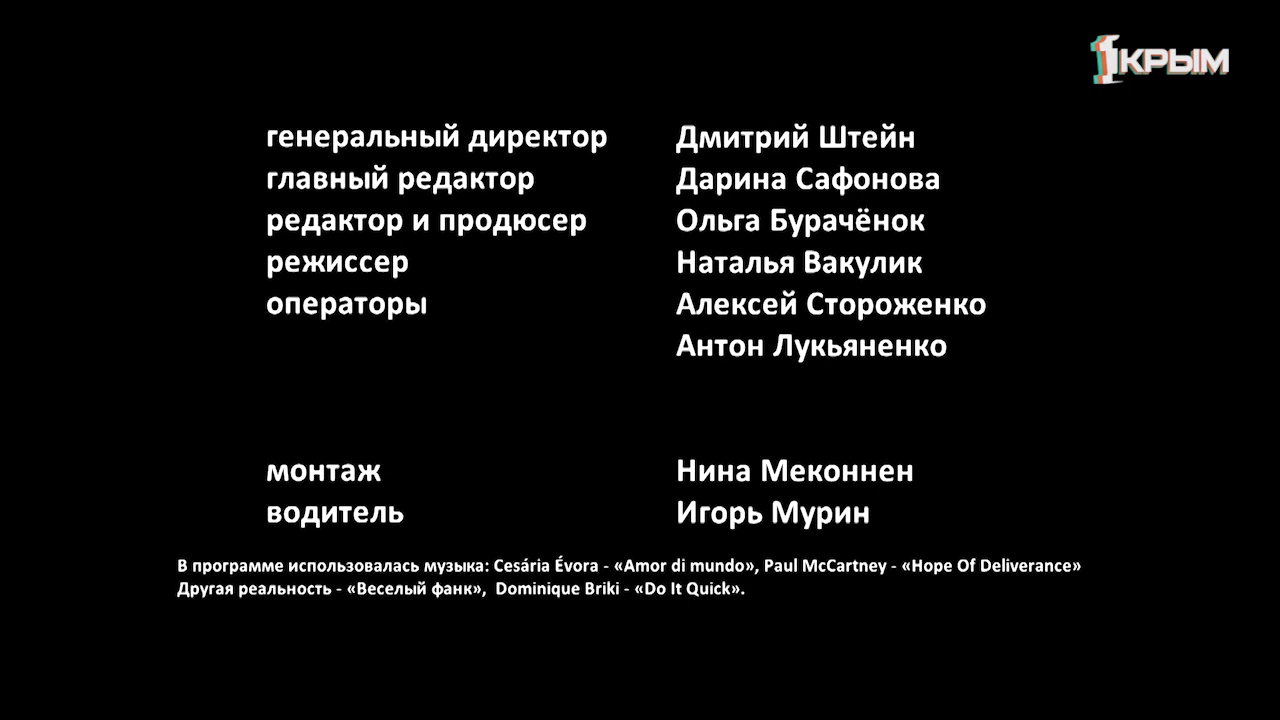 1КРЫМ
генеральный директор Дмитрий Штейн
главный редактор Дарина Сафонова
редактор и продюсер Ольга Бурачёнок
режиссер Наталья Вакулик
операторы Алексей Стороженко
Антон Лукьяненко
монтаж Нина Меконнен
водитель Игорь Мурин
В программе использовалась музыка: Cesária Évora - «Amor di mundo», Paul McCartney - «Hope Of Deliverance»
Другая реальность - «Веселый фанк», Dominique Briki - «Do It Quick».